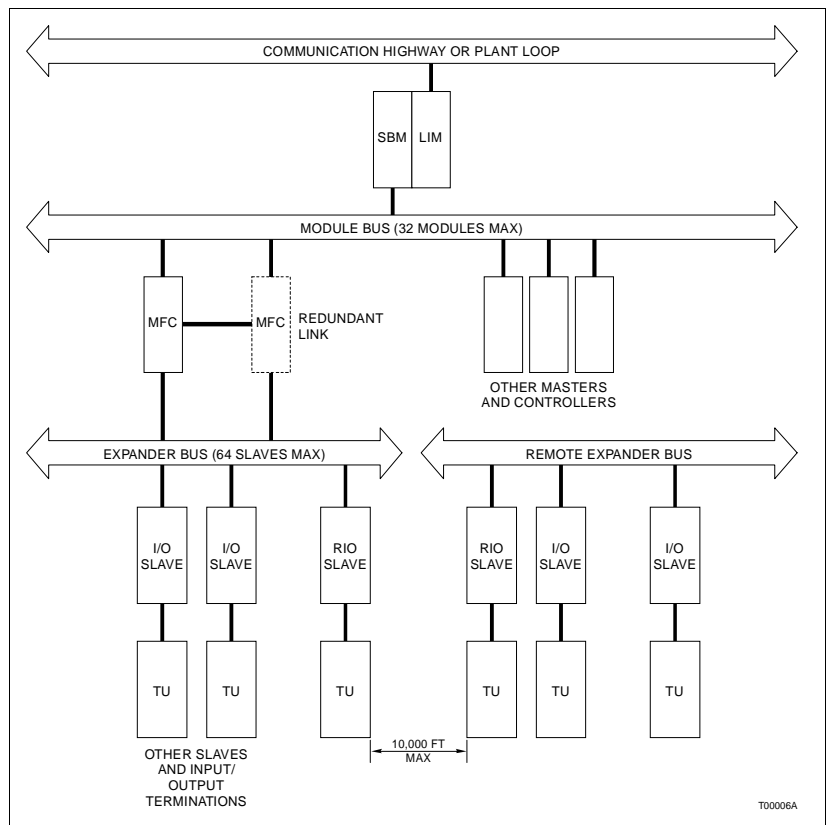 COMMUNICATION HIGHWAY OR PLANT LOOP
SBM
LIM
MODULE BUS (32 MODULES MAX)
MFC
MFC
REDUNDANT
LINK
OTHER MASTERS
AND CONTROLLERS
EXPANDER BUS (64 SLAVES MAX)
REMOTE EXPANDER BUS
I/O
SLAVE
I/O
SLAVE
RIO
SLAVE
RIO
SLAVE
I/O
SLAVE
I/O
SLAVE
TU
TU
TU
TU
TU
TU
10,000 FT
MAX
OTHER SLAVES
AND INPUT/
OUTPUT
TERMINATIONS
T00006A